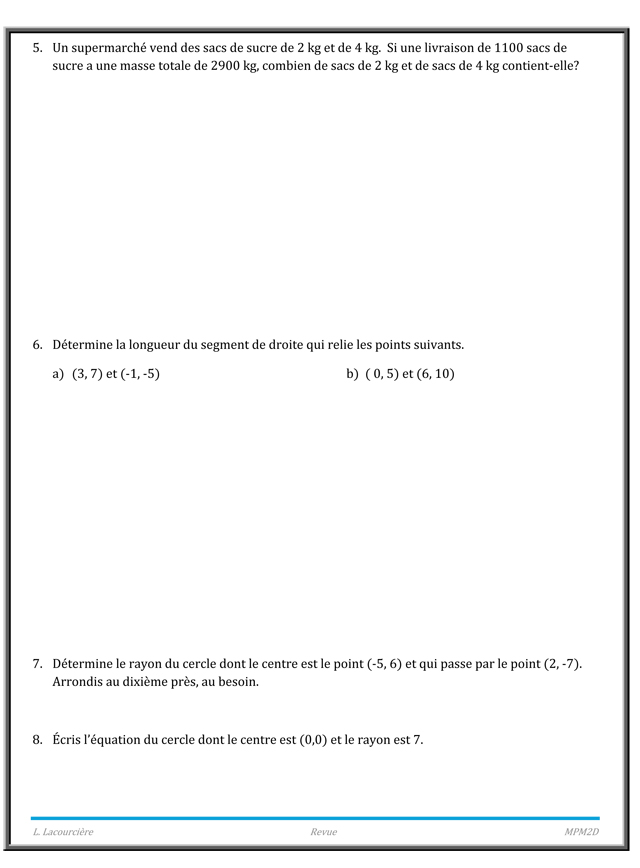 5. Un supermarché vend des sacs de sucre de 2 kg et de 4 kg. Si une livraison de 1100 sacs de
sucre a une masse totale de 2900 kg, combien de sacs de 2 kg et de sacs de 4 kg contient-elle?
6. Détermine la longueur du segment de droite qui relie les points suivants.
a) (3, 7) et (-1, -5) b) ( 0, 5) et (6, 10)
7. Détermine le rayon du cercle dont le centre est le point (-5, 6) et qui passe par le point (2, -7).
Arrondis au dixième près, au besoin.
8. Écris l'équation du cercle dont le centre est (0,0) et le rayon est 7.
L. Lacourcière Revue MPM2D